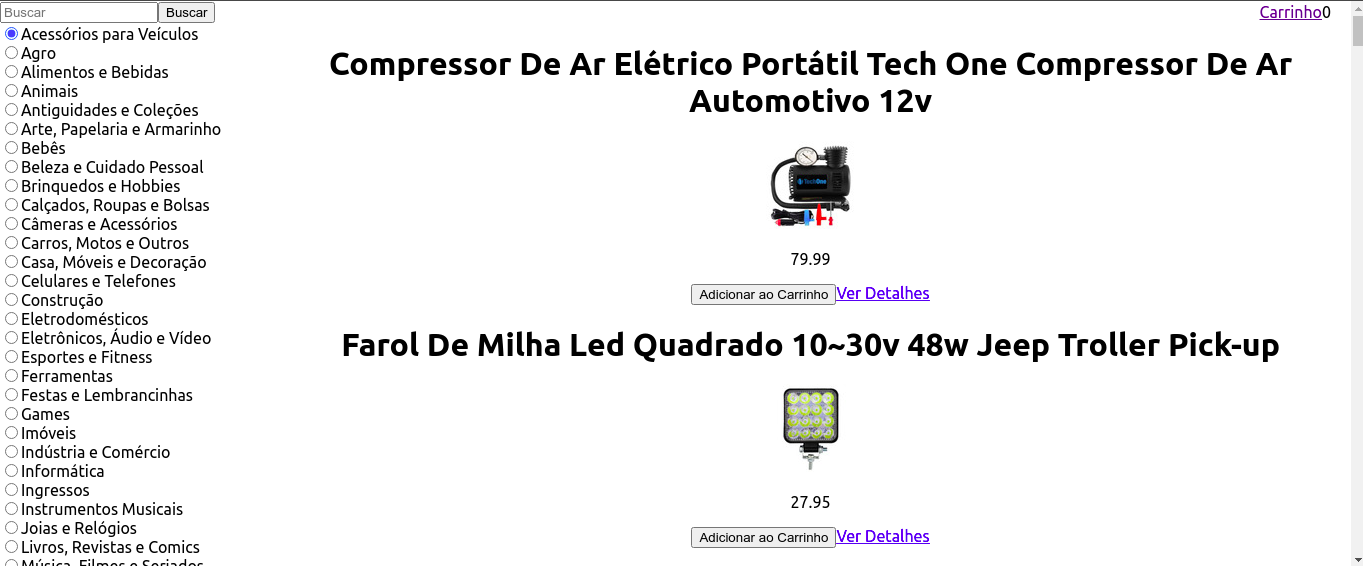 Buscar Buscar Carrinho0
Acessórios para Veículos
Agro
Alimentos e Bebidas
Animais
Antiguidades e Coleções
Arte, Papelaria e Armarinho
Bebês
Beleza e Cuidado Pessoal
Brinquedos e Hobbies
Calçados, Roupas e Bolsas
Câmeras e Acessórios
Carros, Motos e Outros
Casa, Móveis e Decoração
Celulares e Telefones
Construção
Eletrodomésticos
Eletrônicos, Áudio e Vídeo
Esportes e Fitness
Ferramentas
Festas e Lembrancinhas
Games
Imóveis
Indústria e Comércio
Informática
Ingressos
Instrumentos Musicais
Joias e Relógios
Livros, Revistas e Comics
Música, Filmes e Seriados
Compressor De Ar Elétrico Portátil Tech One Compressor De Ar
Automotivo 12v
TechOne
79.99
Adicionar ao Carrinho Ver Detalhes
Farol De Milha Led Quadrado 10~30v 48w Jeep Troller Pick-up
27.95
Adicionar ao Carrinho Ver Detalhes